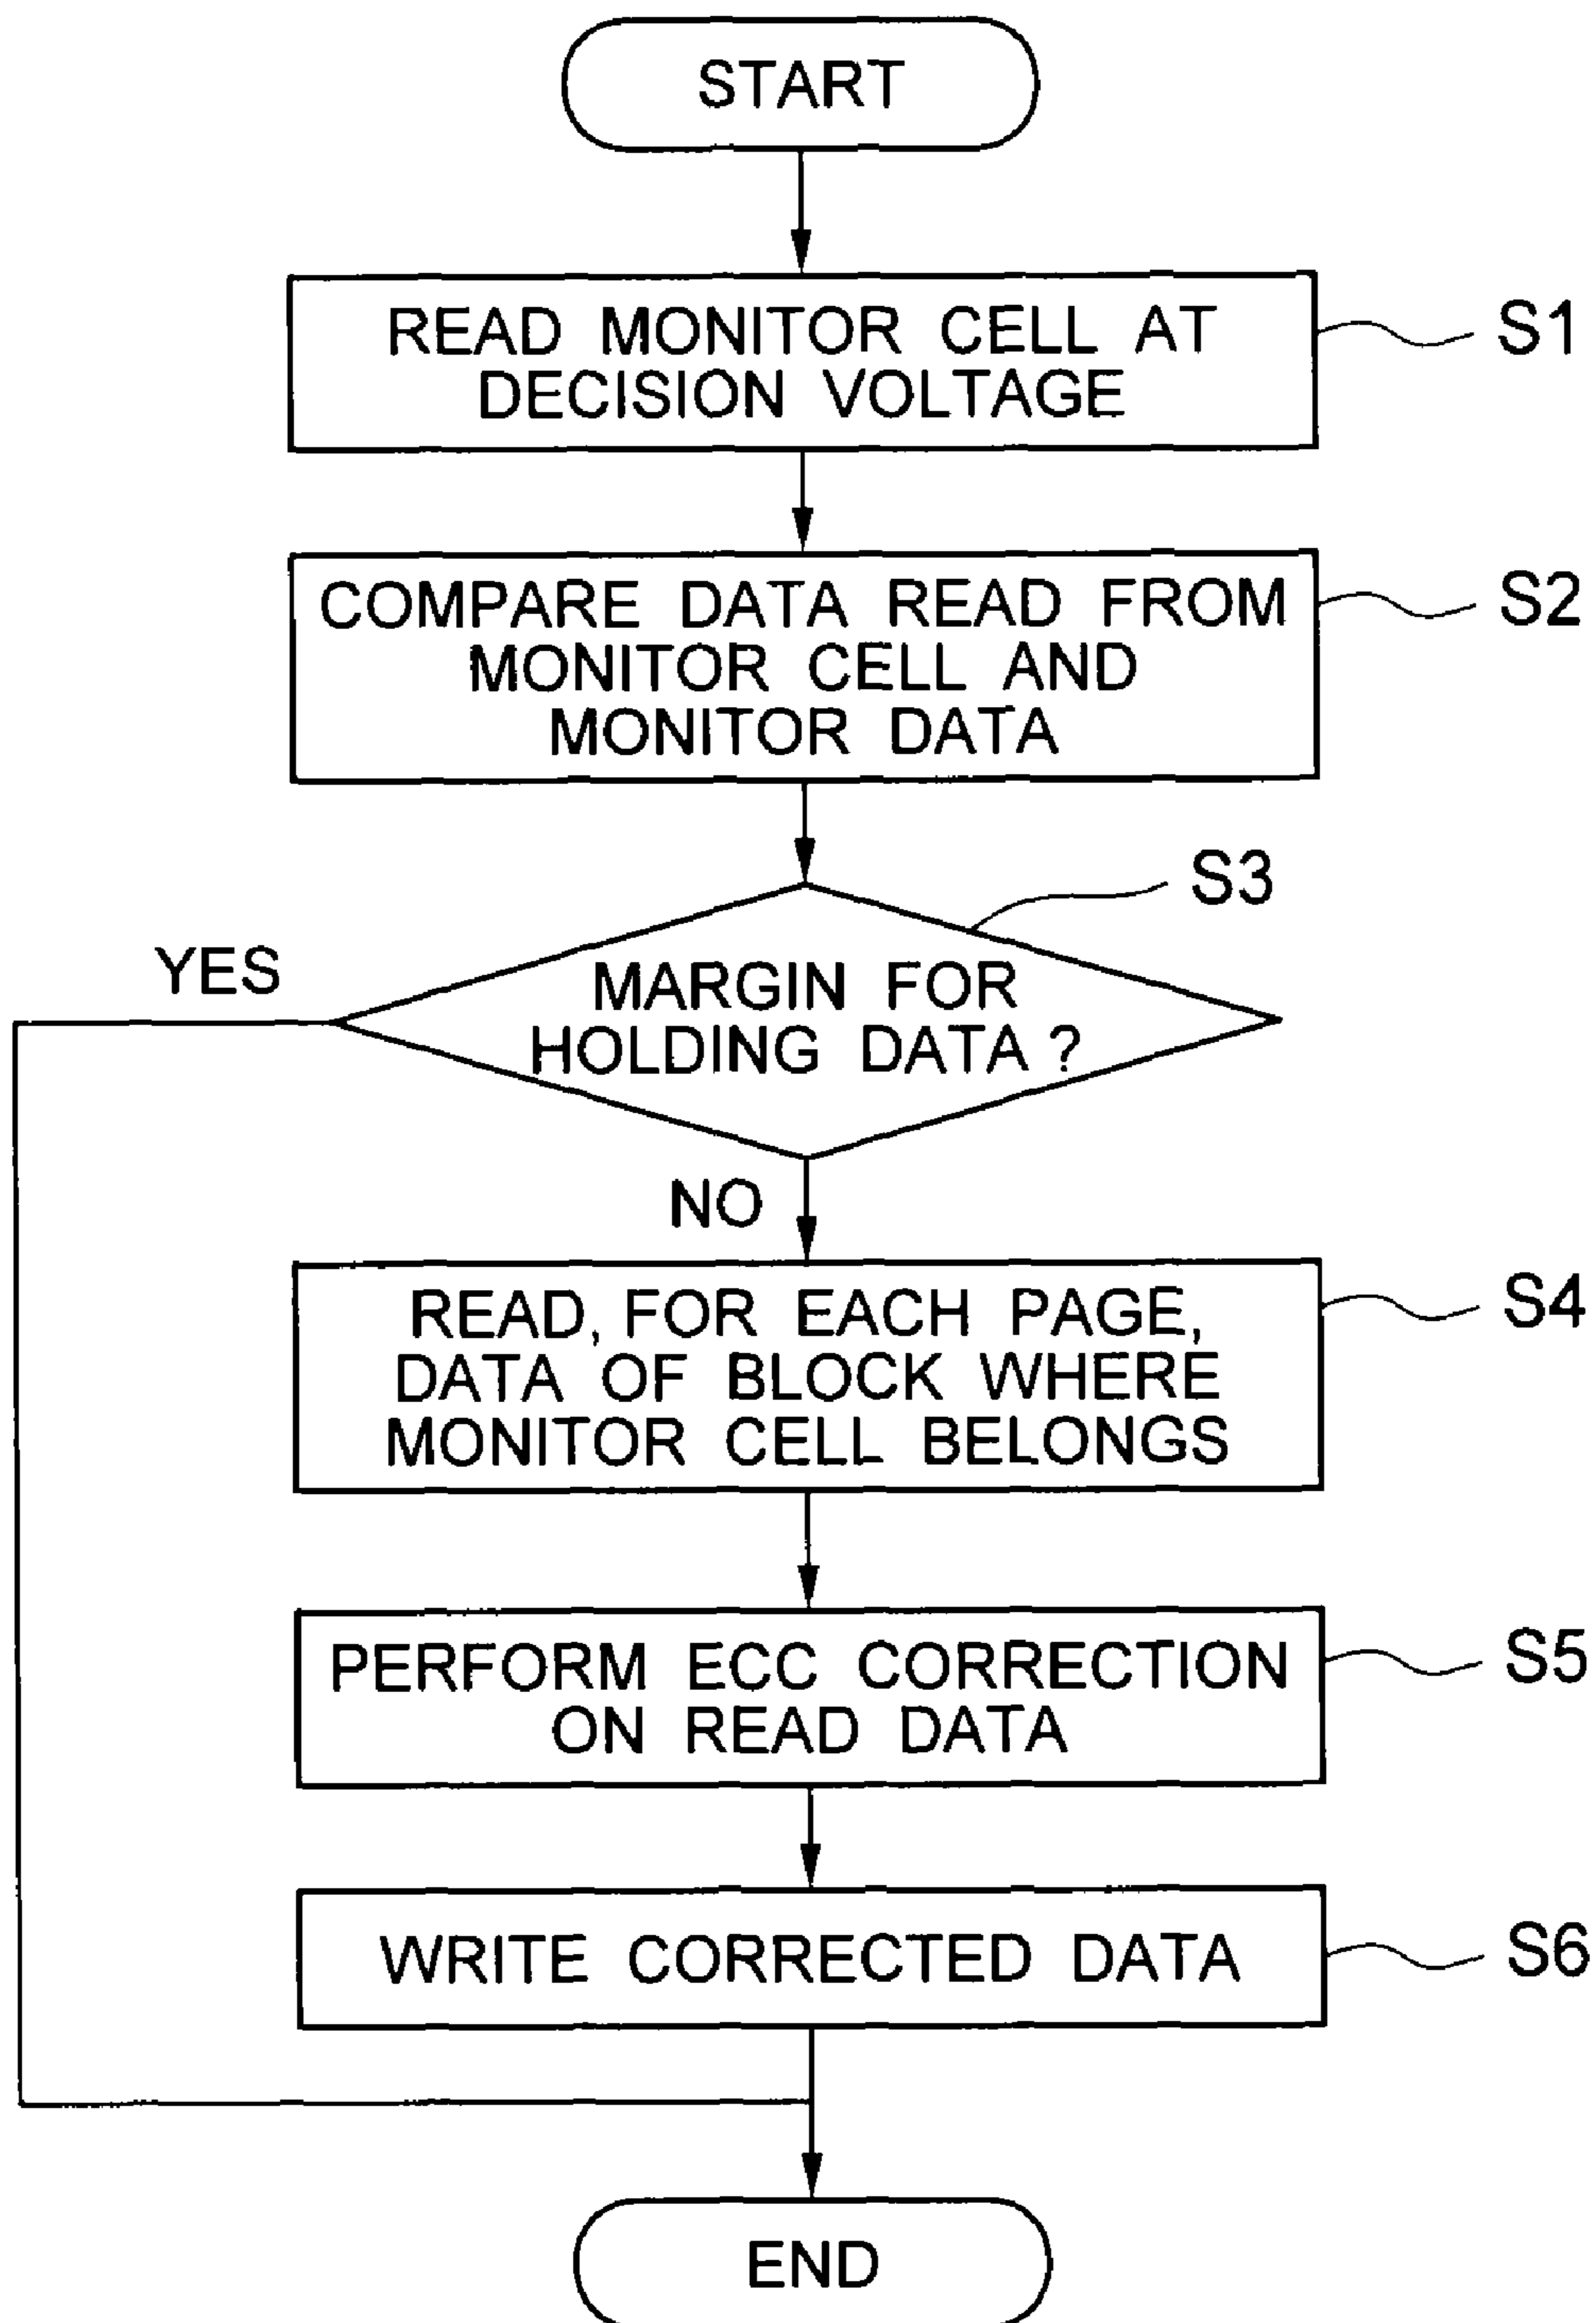 START
READ MONITOR CELL AT
DECISION VOLTAGE
S1
COMPARE DATA READ FROM
MONITOR CELL AND
MONITOR DATA
S2
S3
MARGIN FOR
HOLDING DATA ?
YES
NO
READ, FOR EACH PAGE,
DATA OF BLOCK WHERE
MONITOR CELL BELONGS
S4
PERFORM ECC CORRECTION
ON READ DATA
S5
WRITE CORRECTED DATA
S6
END